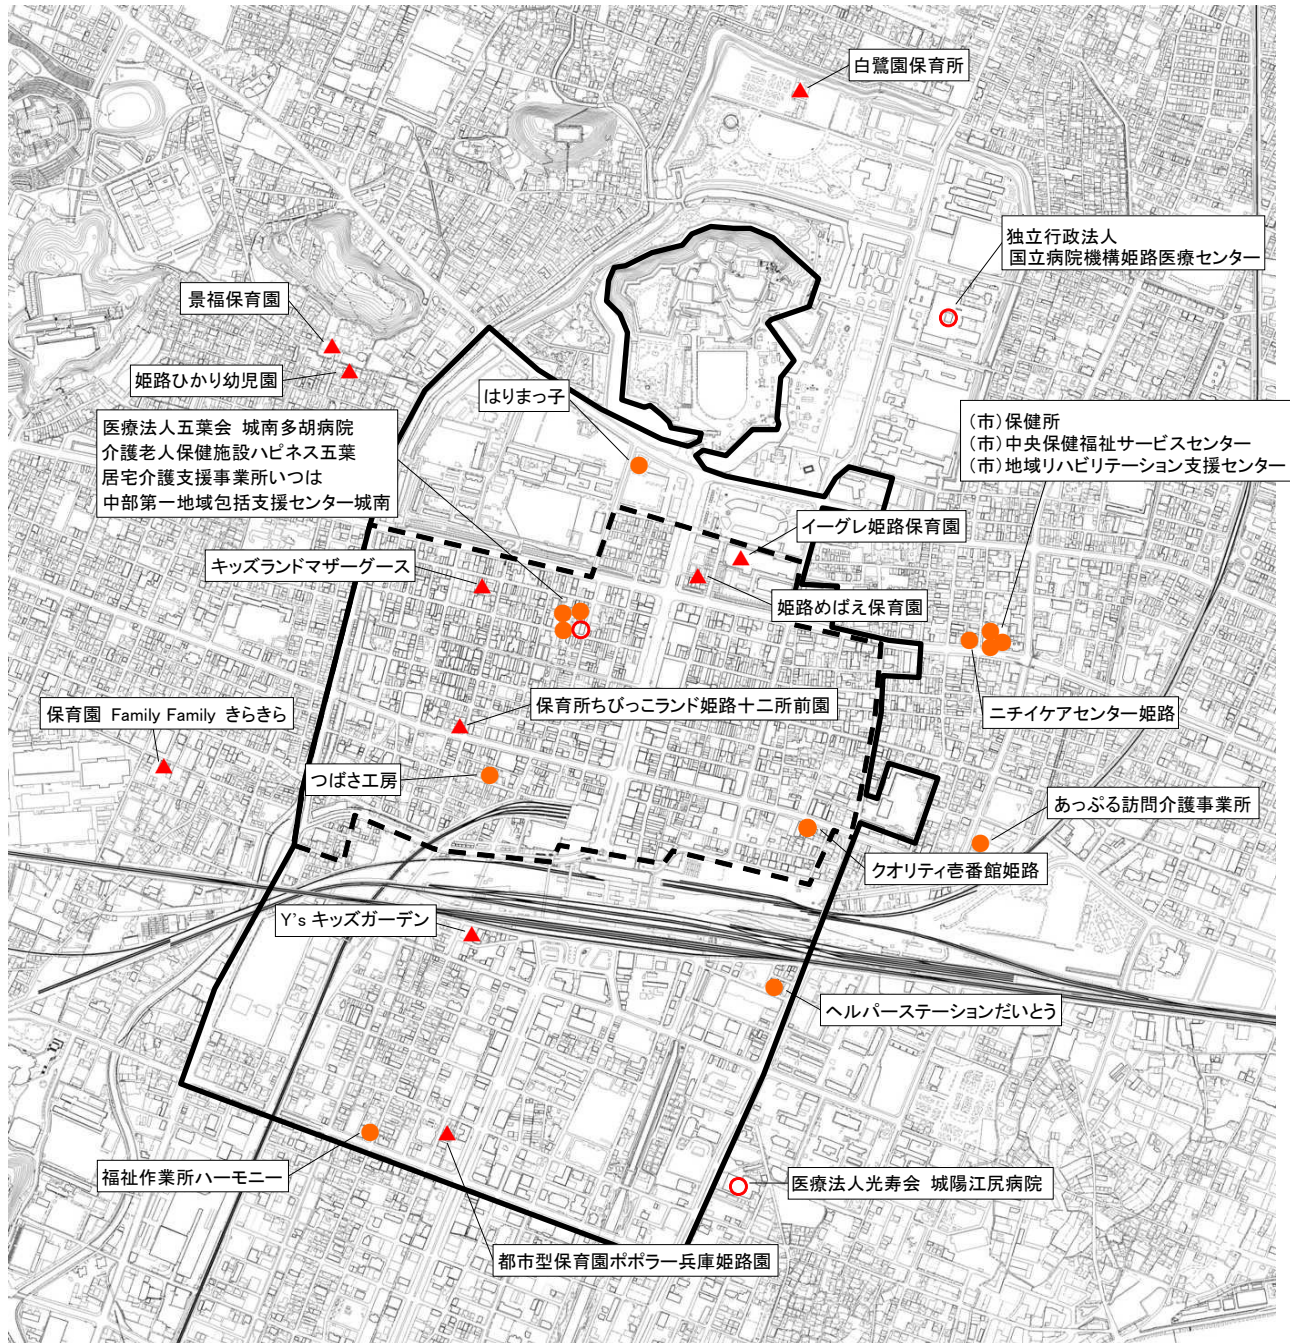 白鷺園保育所
独立行政法人
国立病院機構姫路医療センター
景福保育園
姫路ひかり幼児園
はりまっ子
医療法人五葉会 城南多胡病院
介護老人保健施設ハピネス五葉
居宅介護支援事業所いつは
中部第一地域包括支援センター城南
(市)保健所
(市)中央保健福祉サービスセンター
(市)地域リハビリテーション支援センター
イーグレ姫路保育園
キッズランドマザーグース
姫路めばえ保育園
保育園 Family Family きらきら
保育所ちびっこランド姫路十二所前園
ニチイケアセンター姫路
つばさ工房
あっぷる訪問介護事業所
クオリティ壱番館姫路
Y's キッズガーデン
ヘルパーステーションだいとう
福祉作業所ハーモニー
医療法人光寿会 城陽江尻病院
都市型保育園ポポラー兵庫姫路園